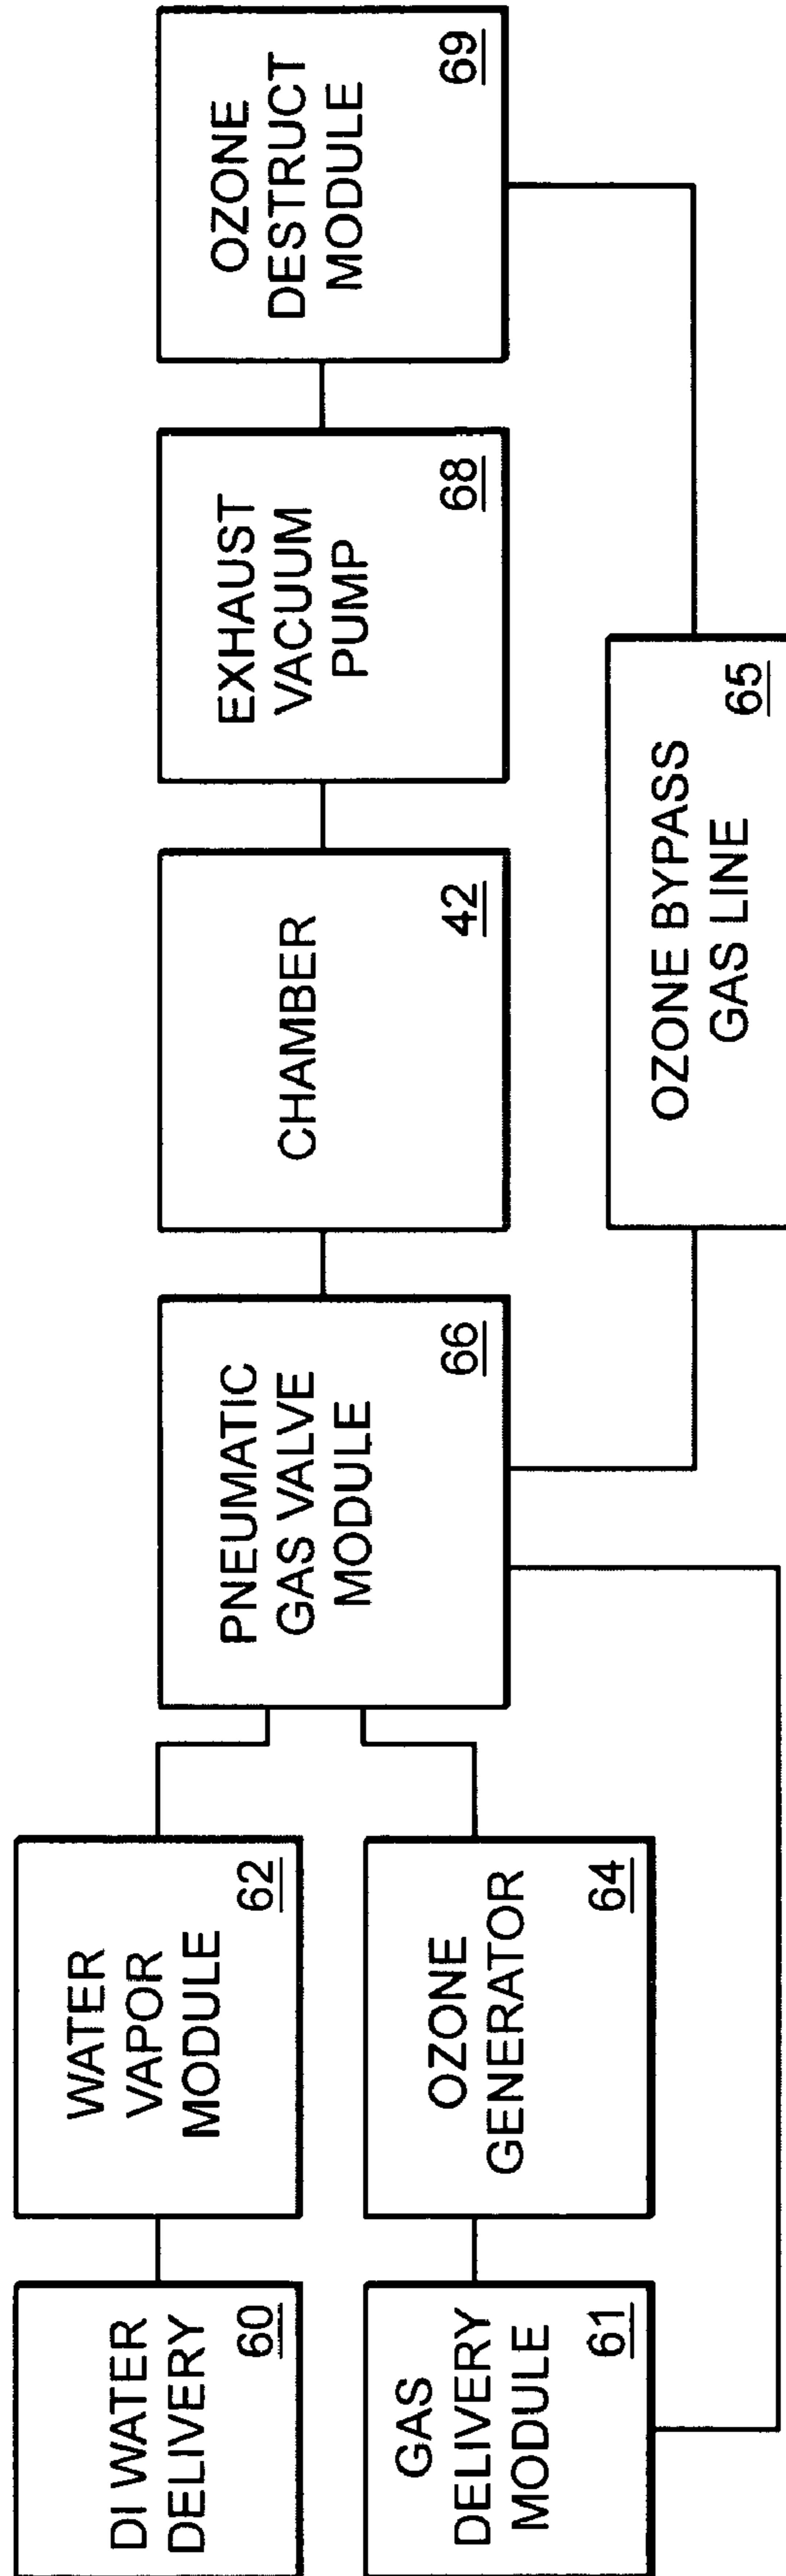 DI WATER
DELIVERY
60
WATER
VAPOR
MODULE
62
GAS
DELIVERY
MODULE
61
OZONE
GENERATOR
64
PNEUMATIC
GAS VALVE
MODULE
66
CHAMBER
42
EXHAUST
VACUUM
PUMP
68
OZONE
DESTRUCT
MODULE
69
OZONE BYPASS
GAS LINE
65